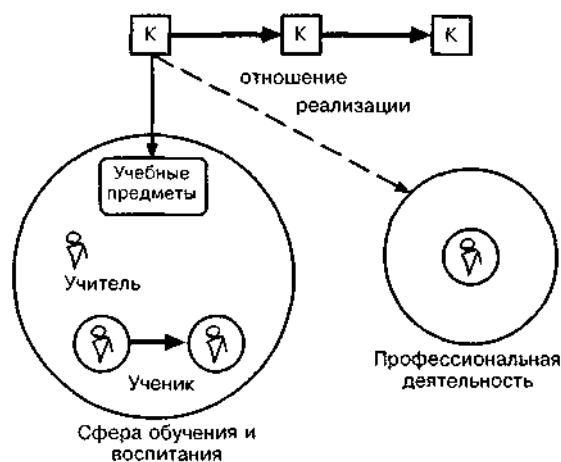 К К К
отношение
реализации
Учебные
предметы
Учитель
Ученик
Сфера обучения и
воспитания
Профессиональная
деятельность